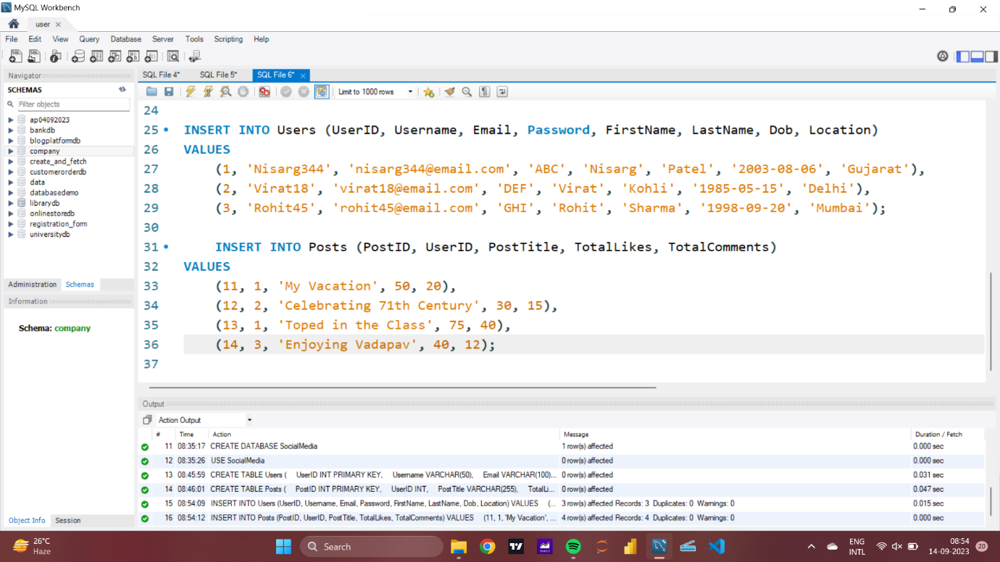 MySQL Workbench
user
File Edit View Query Database Server Tools Scripting Help
Navigator
SCHEMAS
Filter objects
ap04092023
bankdb
blogplatformdb
company
create_and_fetch
customerorderdb
data
databasedemo
librarydb
onlinestoredb
registration_form
universitydb
Administration Schemas
Information
Schema: company
Object Info Session
SQL File 4* SQL File 5* SQL File 6*
Limit to 1000 rows
24
25 INSERT INTO Users (UserID, Username, Email, Password, FirstName, LastName, Dob, Location)
26 VALUES
27 (1, 'Nisarg344', 'nisarg344@email.com', 'ABC', 'Nisarg', 'Patel', '2003-08-06', 'Gujarat'),
28 (2, 'Virat18', 'virat18@email.com', 'DEF', 'Virat', 'Kohli', '1985-05-15', 'Delhi'),
29 (3, 'Rohit45', 'rohit45@email.com', 'GHI', 'Rohit', 'Sharma', '1998-09-20', 'Mumbai');
30
31 INSERT INTO Posts (PostID, UserID, PostTitle, TotalLikes, TotalComments)
32 VALUES
33 (11, 1, 'My Vacation', 50, 20),
34 (12, 2, 'Celebrating 71th Century', 30, 15),
35 (13, 1, 'Toped in the Class', 75, 40),
36 (14, 3, 'Enjoying Vadapav', 40, 12);
37
Output
Action Output
# Time Action Message Duration / Fetch
11 08:35:17 CREATE DATABASE SocialMedia 1 row(s) affected 0.000 sec
12 08:35:26 USE SocialMedia 0 row(s) affected 0.000 sec
13 08:45:59 CREATE TABLE Users ( UserID INT PRIMARY KEY, Username VARCHAR(50), Email VARCHAR(100)... 0 row(s) affected 0.031 sec
14 08:46:01 CREATE TABLE Posts ( PostID INT PRIMARY KEY, UserID INT, PostTitle VARCHAR(255), TotalLi... 0 row(s) affected 0.047 sec
15 08:54:09 INSERT INTO Users (UserID, Username, Email, Password, FirstName, LastName, Dob, Location) VALUES (... 3 row(s) affected Records: 3 Duplicates: 0 Warnings: 0 0.015 sec
16 08:54:12 INSERT INTO Posts (PostID, UserID, PostTitle, TotalLikes, TotalComments) VALUES (11, 1, 'My Vacation', ... 4 row(s) affected Records: 4 Duplicates: 0 Warnings: 0 0.000 sec
26°C
Haze
Search
ENG
INTL
08:54
14-09-2023
20